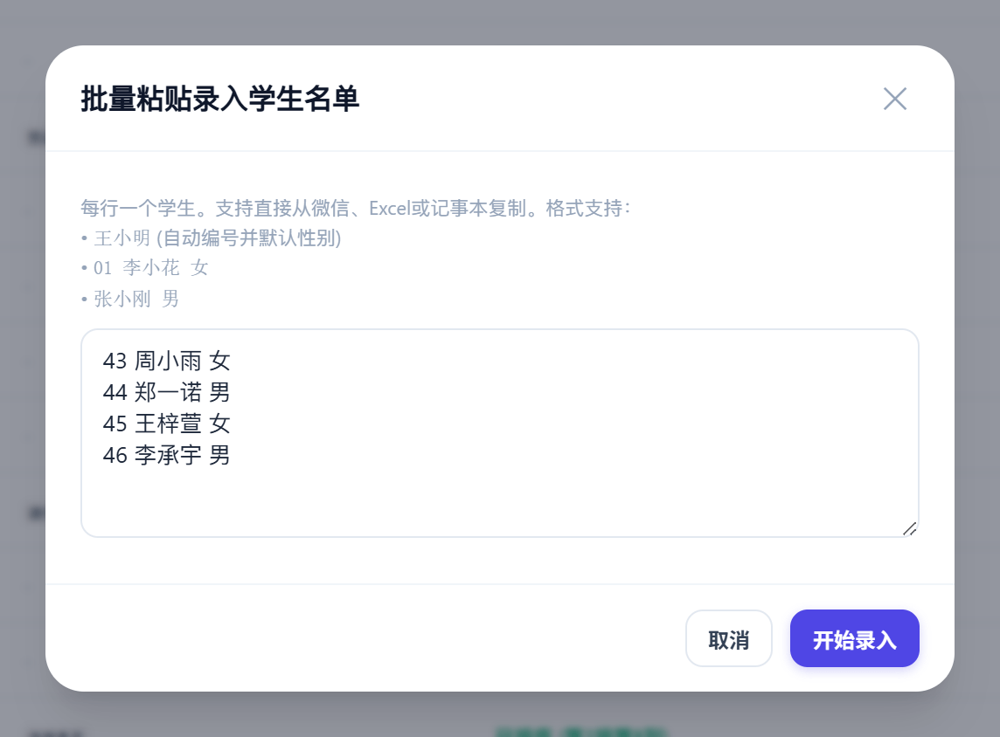 批量粘贴录入学生名单
每行一个学生。支持直接从微信、Excel或记事本复制。格式支持：
• 王小明 (自动编号并默认性别)
• 01 李小花 女
• 张小刚 男
43 周小雨 女
44 郑一诺 男
45 王梓萱 女
46 李承宇 男
取消
开始录入